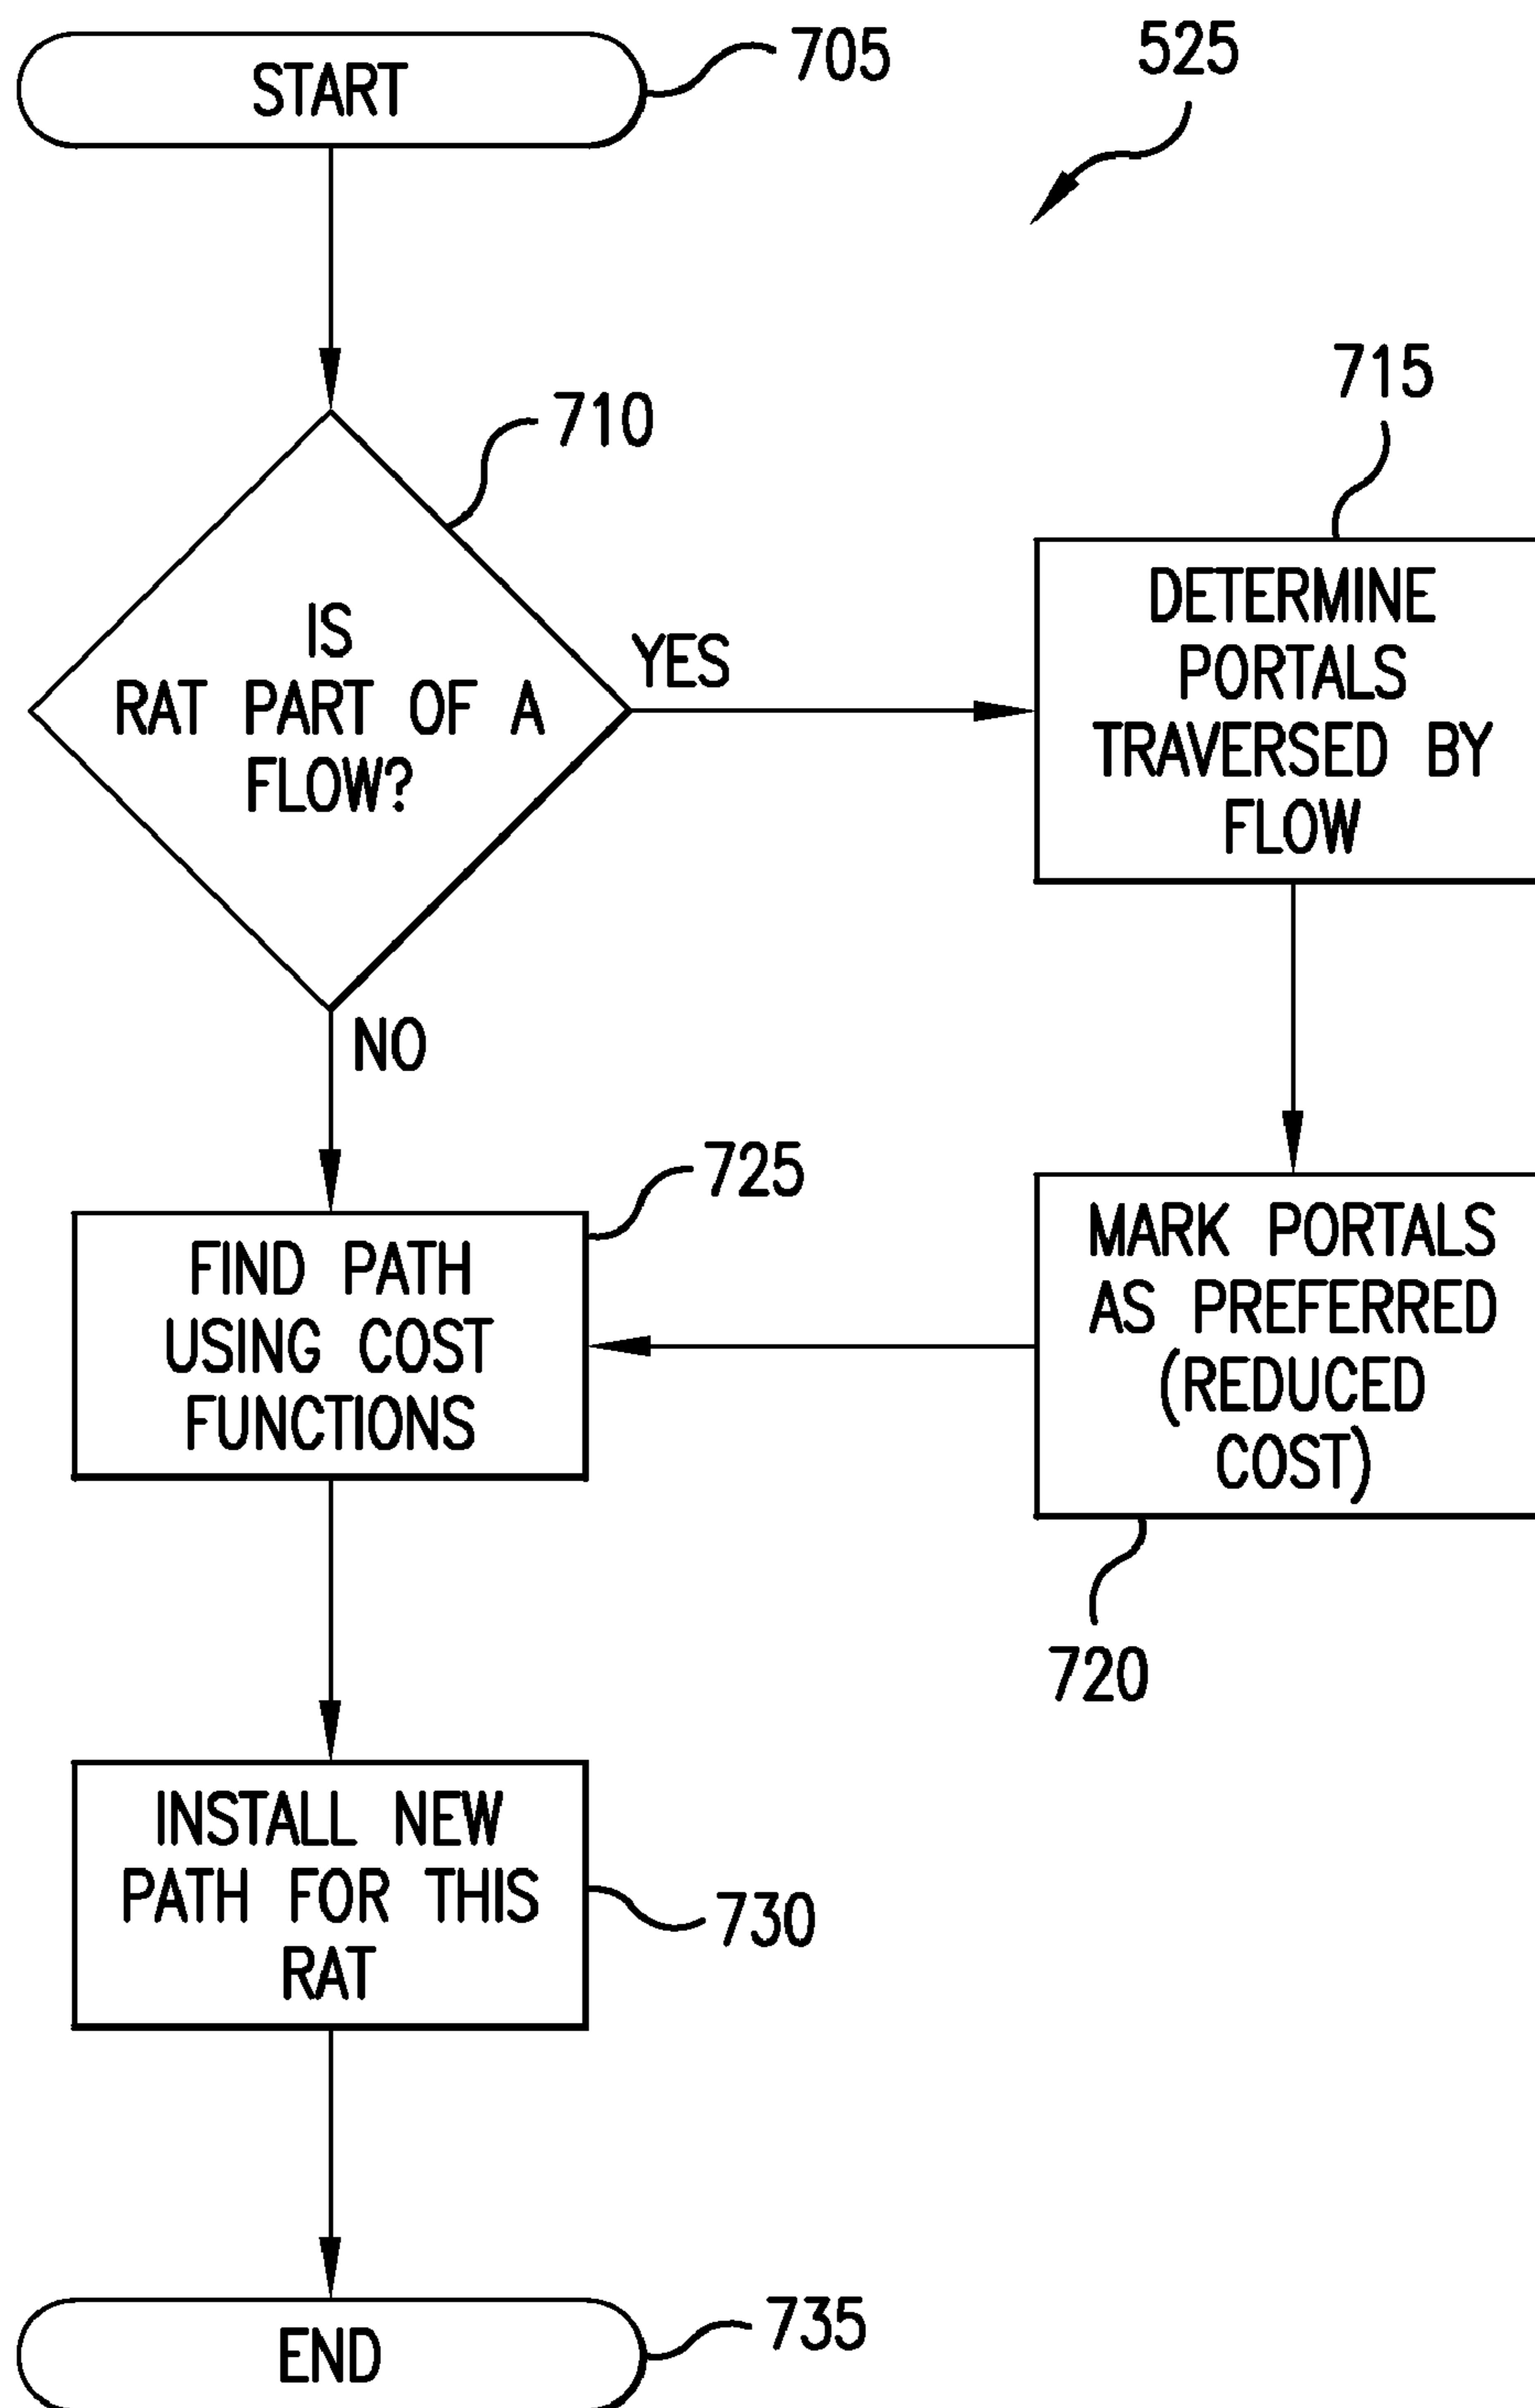 START
705
525
710
IS
RAT PART OF A
FLOW?
YES
NO
715
DETERMINE
PORTALS
TRAVERSED BY
FLOW
MARK PORTALS
AS PREFERRED
(REDUCED
COST)
720
725
FIND PATH
USING COST
FUNCTIONS
INSTALL NEW
PATH FOR THIS
RAT
730
END
735